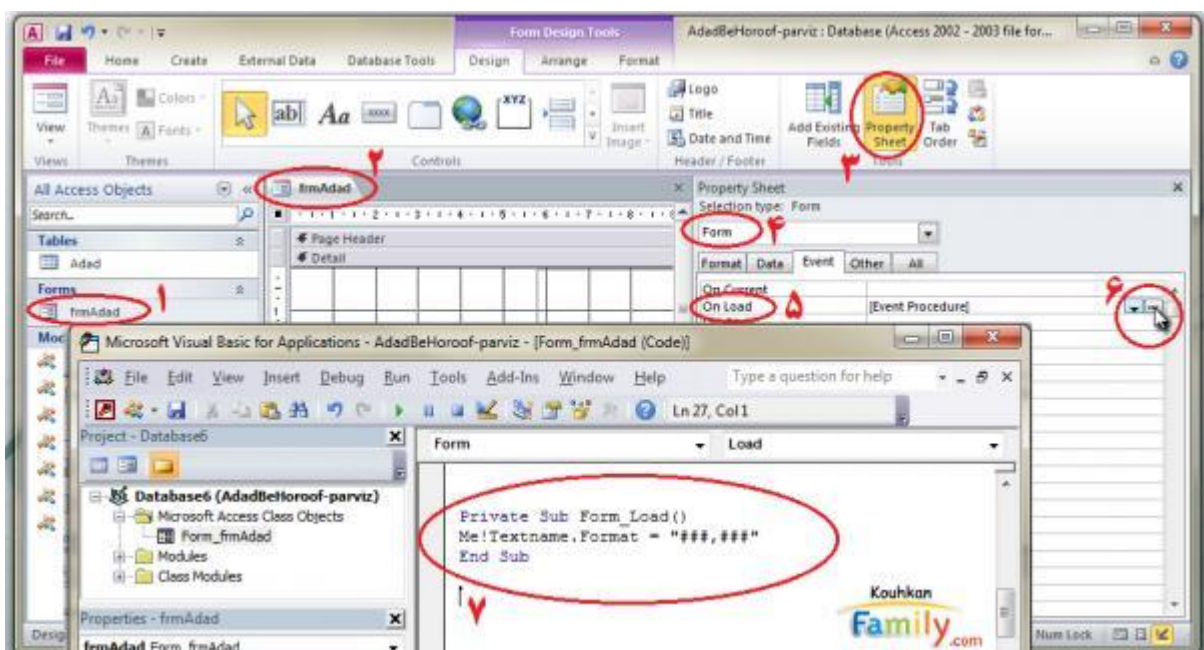 Form Design Tools
AdadBeHoroof-parviz : Database (Access 2002 - 2003 file for...
File Home Create External Data Database Tools Design Arrange Format
View
Views
Themes
Colors
Fonts
Themes
Aa
ab|
Aa
xxxx
XYZ
Insert
Image
Controls
Logo
Title
Date and Time
Header / Footer
Add Existing
Fields
Property
Sheet
Tab
Order
Tools
۳
۲
All Access Objects
Search..
Tables
Adad
Forms
frmAdad
۱
frmAdad
Page Header
Detail
Property Sheet
Selection type: Form
Form
۴
Format Data Event Other All
On Current
On Load [Event Procedure]
۵
۶
Microsoft Visual Basic for Applications - AdadBeHoroof-parviz - [Form_frmAdad (Code)]
File Edit View Insert Debug Run Tools Add-Ins Window Help
Type a question for help
Ln 27, Col 1
Project - Database6
Database6 (AdadBeHoroof-parviz)
Microsoft Access Class Objects
Form_frmAdad
Modules
Class Modules
Properties - frmAdad
frmAdad Form_frmAdad
Form Load
Private Sub Form_Load()
Me!Textname.Format = "###,###"
End Sub
۷
Kouhkan
Family.com
Num Lock